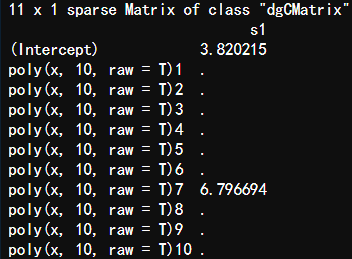 11 x 1 sparse Matrix of class "dgCMatrix"
s1
(Intercept) 3.820215
poly(x, 10, raw = T)1 .
poly(x, 10, raw = T)2 .
poly(x, 10, raw = T)3 .
poly(x, 10, raw = T)4 .
poly(x, 10, raw = T)5 .
poly(x, 10, raw = T)6 .
poly(x, 10, raw = T)7 6.796694
poly(x, 10, raw = T)8 .
poly(x, 10, raw = T)9 .
poly(x, 10, raw = T)10 .